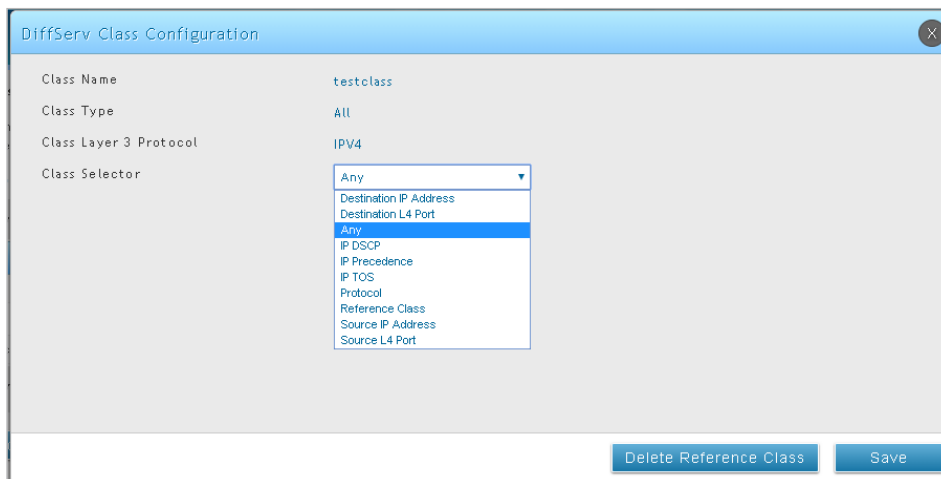 DiffServ Class Configuration
X
Class Name testclass
Class Type All
Class Layer 3 Protocol IPV4
Class Selector Any
Destination IP Address
Destination L4 Port
Any
IP DSCP
IP Precedence
IP TOS
Protocol
Reference Class
Source IP Address
Source L4 Port
Delete Reference Class Save